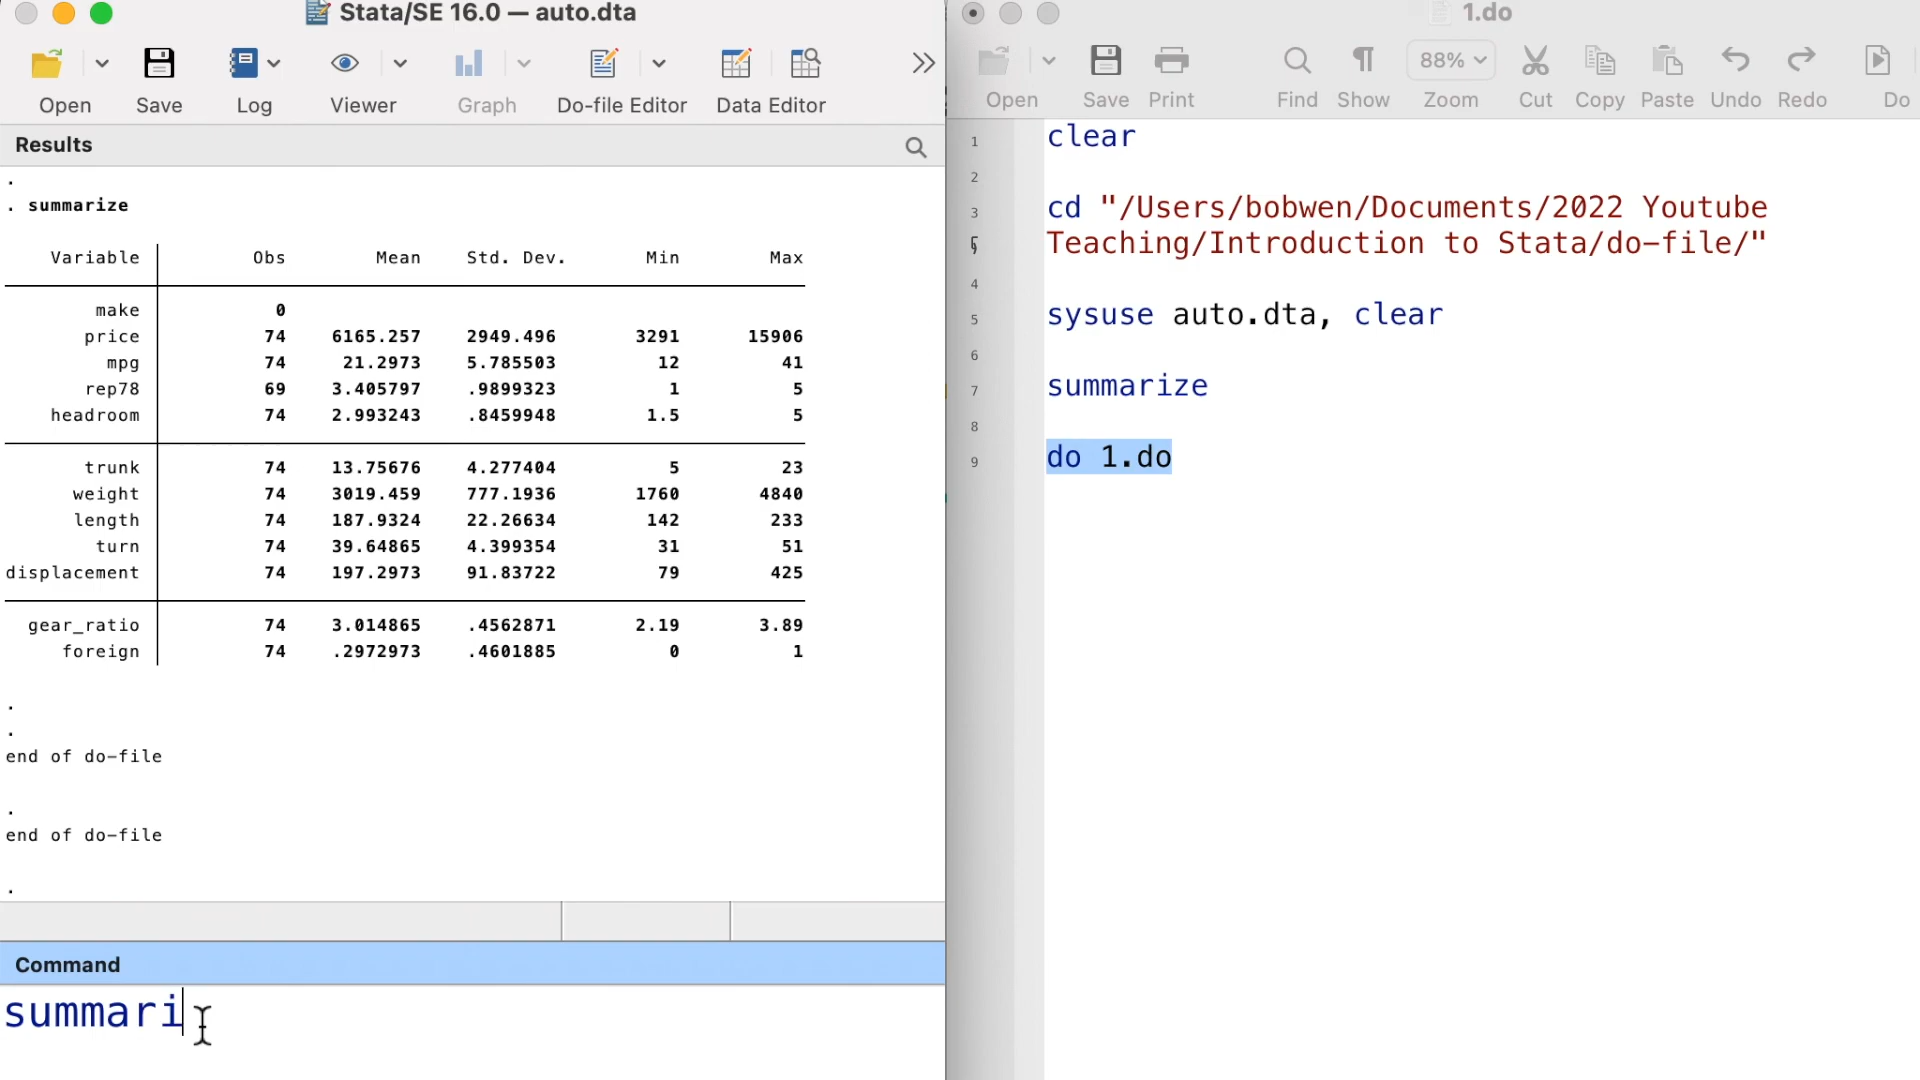 Stata/SE 16.0 — auto.dta
Open Save Log Viewer Graph Do-file Editor Data Editor
Results
.
. summarize
Variable Obs Mean Std. Dev. Min Max
make 0
price 74 6165.257 2949.496 3291 15906
mpg 74 21.2973 5.785503 12 41
rep78 69 3.405797 .9899323 1 5
headroom 74 2.993243 .8459948 1.5 5
trunk 74 13.75676 4.277404 5 23
weight 74 3019.459 777.1936 1760 4840
length 74 187.9324 22.26634 142 233
turn 74 39.64865 4.399354 31 51
displacement 74 197.2973 91.83722 79 425
gear_ratio 74 3.014865 .4562871 2.19 3.89
foreign 74 .2972973 .4601885 0 1
.
.
end of do-file
.
end of do-file
.
Command
summari
1.do
88%
Open Save Print Find Show Zoom Cut Copy Paste Undo Redo Do
1 clear
2
3 cd "/Users/bobwen/Documents/2022 Youtube
Teaching/Introduction to Stata/do-file/"
4
5 sysuse auto.dta, clear
6
7 summarize
8
9 do 1.do